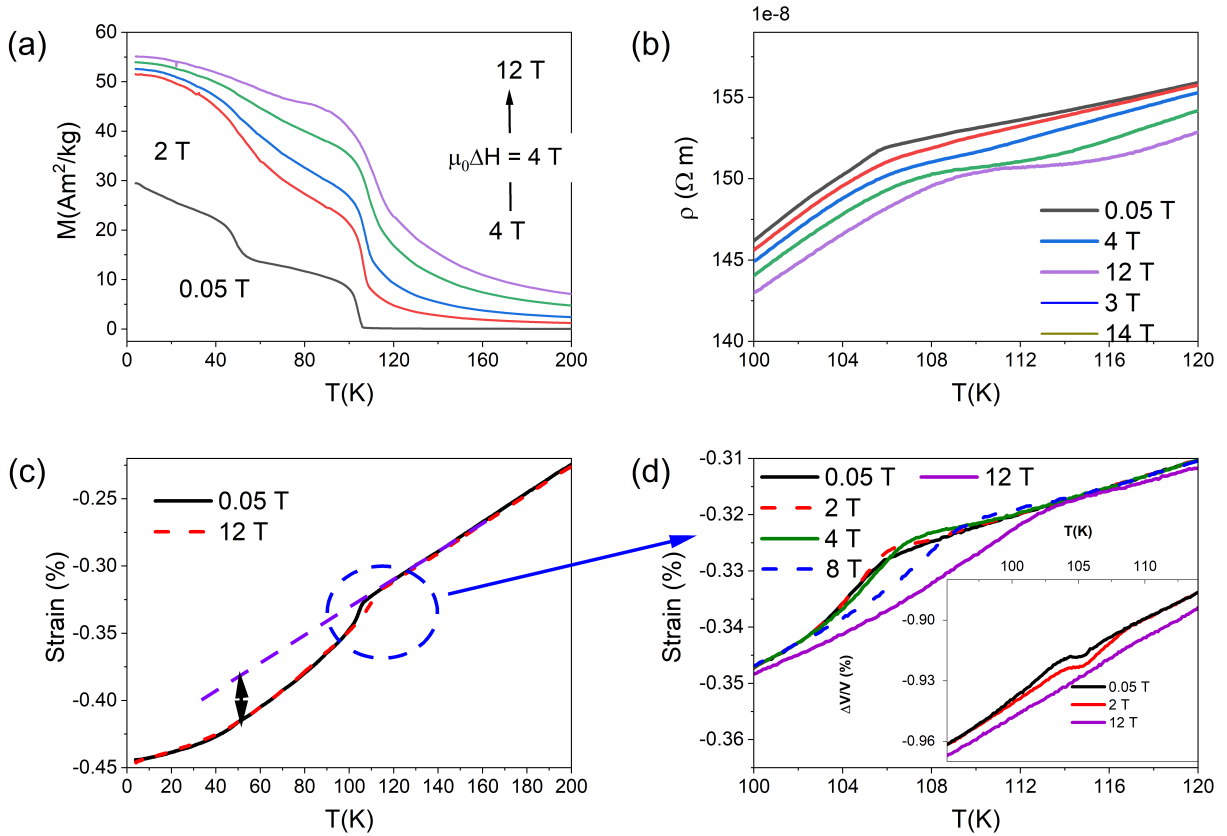 (a)
60
50
40
30
20
10
0
M(Am²/kg)
2 T
0.05 T
12 T
μ₀ΔH = 4 T
4 T
0 40 80 120 160 200
T(K)
(b)
1e-8
155
150
145
140
ρ (Ω m)
0.05 T
4 T
12 T
3 T
14 T
100 104 108 112 116 120
T(K)
(c)
-0.25
-0.30
-0.35
-0.40
-0.45
Strain (%)
0.05 T
12 T
0 20 40 60 80 100 120 140 160 180 200
T(K)
(d)
-0.31
-0.32
-0.33
-0.34
-0.35
-0.36
Strain (%)
0.05 T
2 T
4 T
8 T
12 T
T(K)
100 105 110
-0.90
-0.93
-0.96
ΔV/V (%)
0.05 T
2 T
12 T
100 104 108 112 116 120
T(K)